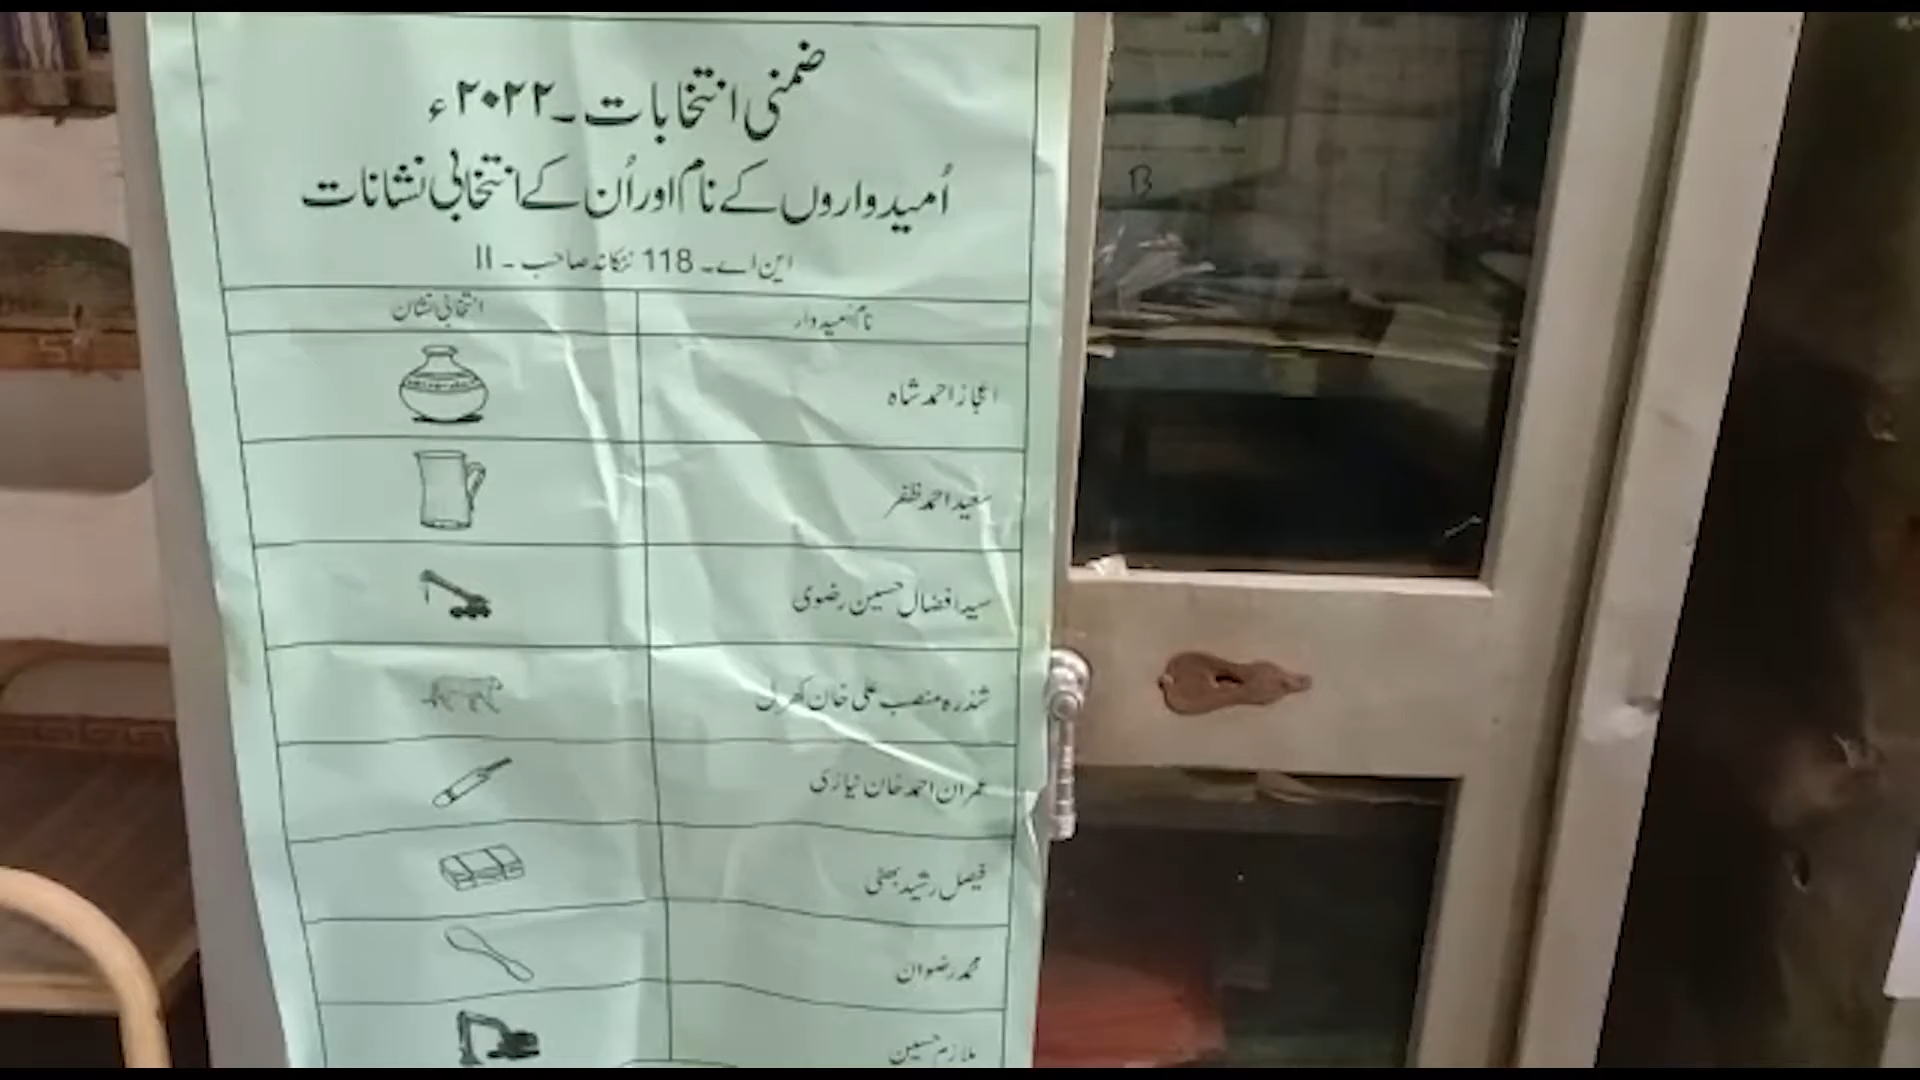 ضمنی انتخابات۔۲۰۲۲ء
اُمیدواروں کے نام اور اُن کے انتخابی نشانات
این اے۔ 118 ننکانہ صاحب ۔ II
نام اُمیدوار انتخابی نشان
اعجاز احمد شاہ
سعید احمد ظفر
سید افضال حسین رضوی
شذرہ منصب علی خان کھرل
عمران احمد خان نیازی
فیصل رشید بھٹی
محمد رضوان
ملازم حسین
B